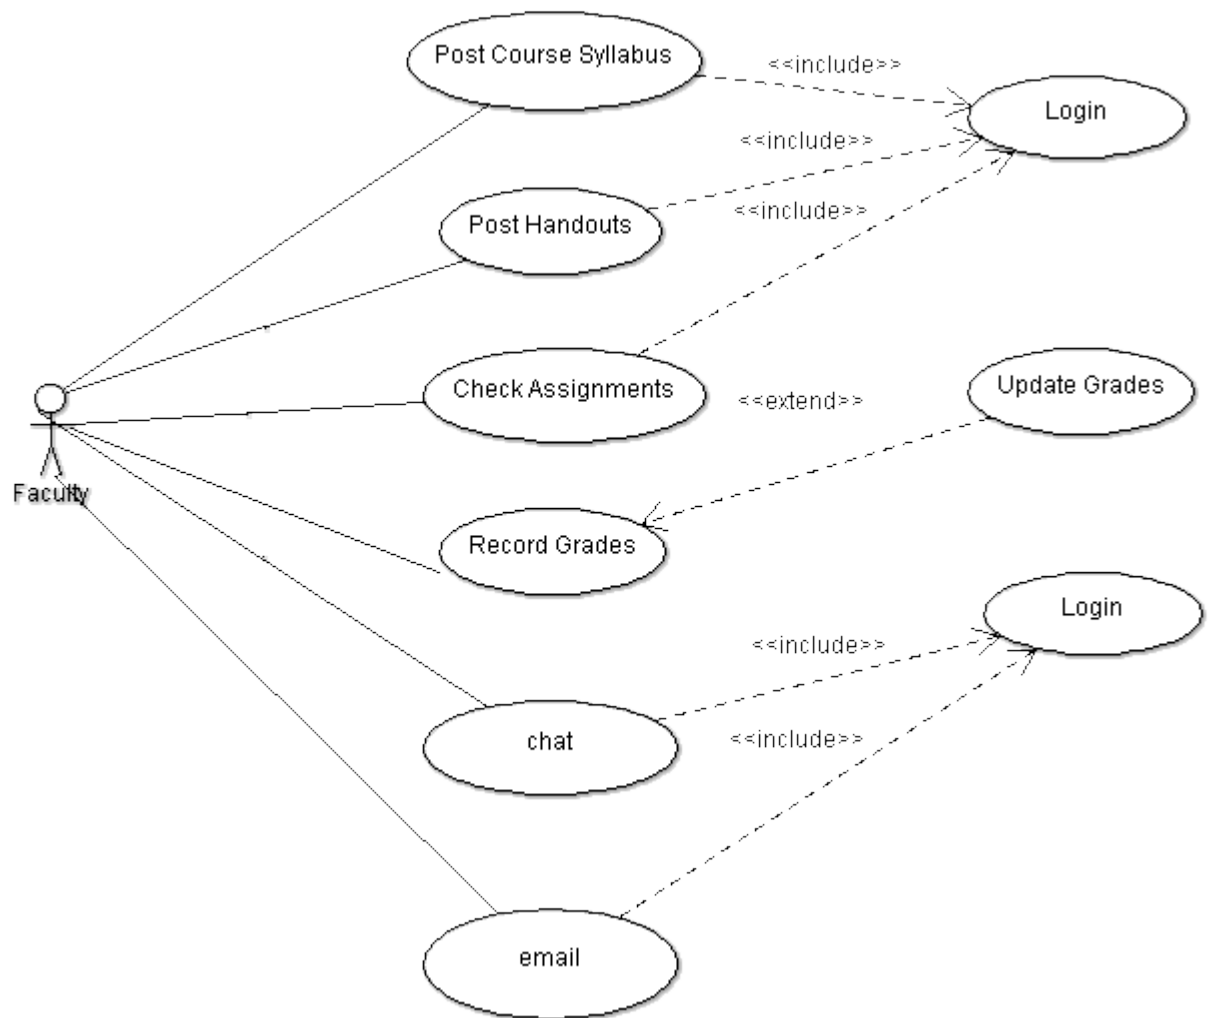 Post Course Syllabus
<<include>>
Login
<<include>>
Post Handouts
<<include>>
Check Assignments
<<extend>>
Update Grades
Faculty
Record Grades
Login
<<include>>
chat
<<include>>
email